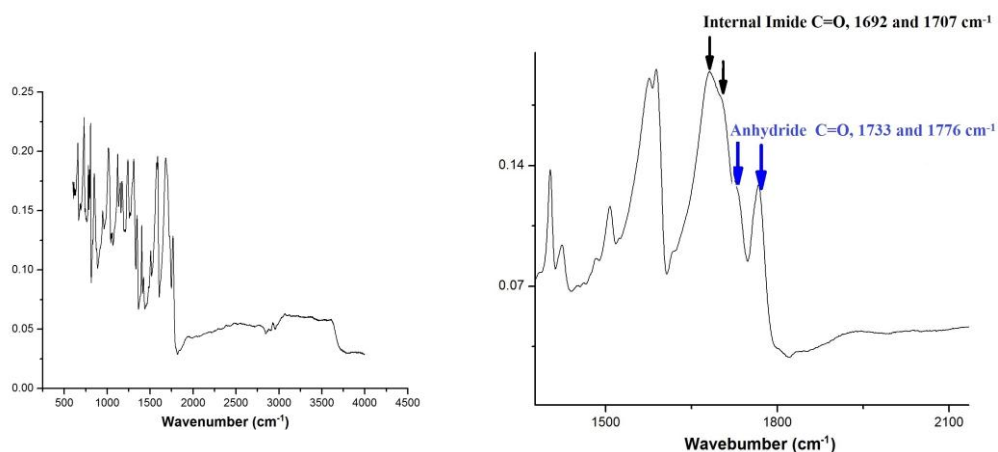 Internal Imide C=O, 1692 and 1707 cm-1
Anhydride C=O, 1733 and 1776 cm-1
0.25
0.20
0.15
0.10
0.05
0.00
500 1000 1500 2000 2500 3000 3500 4000 4500
Wavenumber (cm-1)
0.14
0.07
1500 1800 2100
Wavebumber (cm-1)